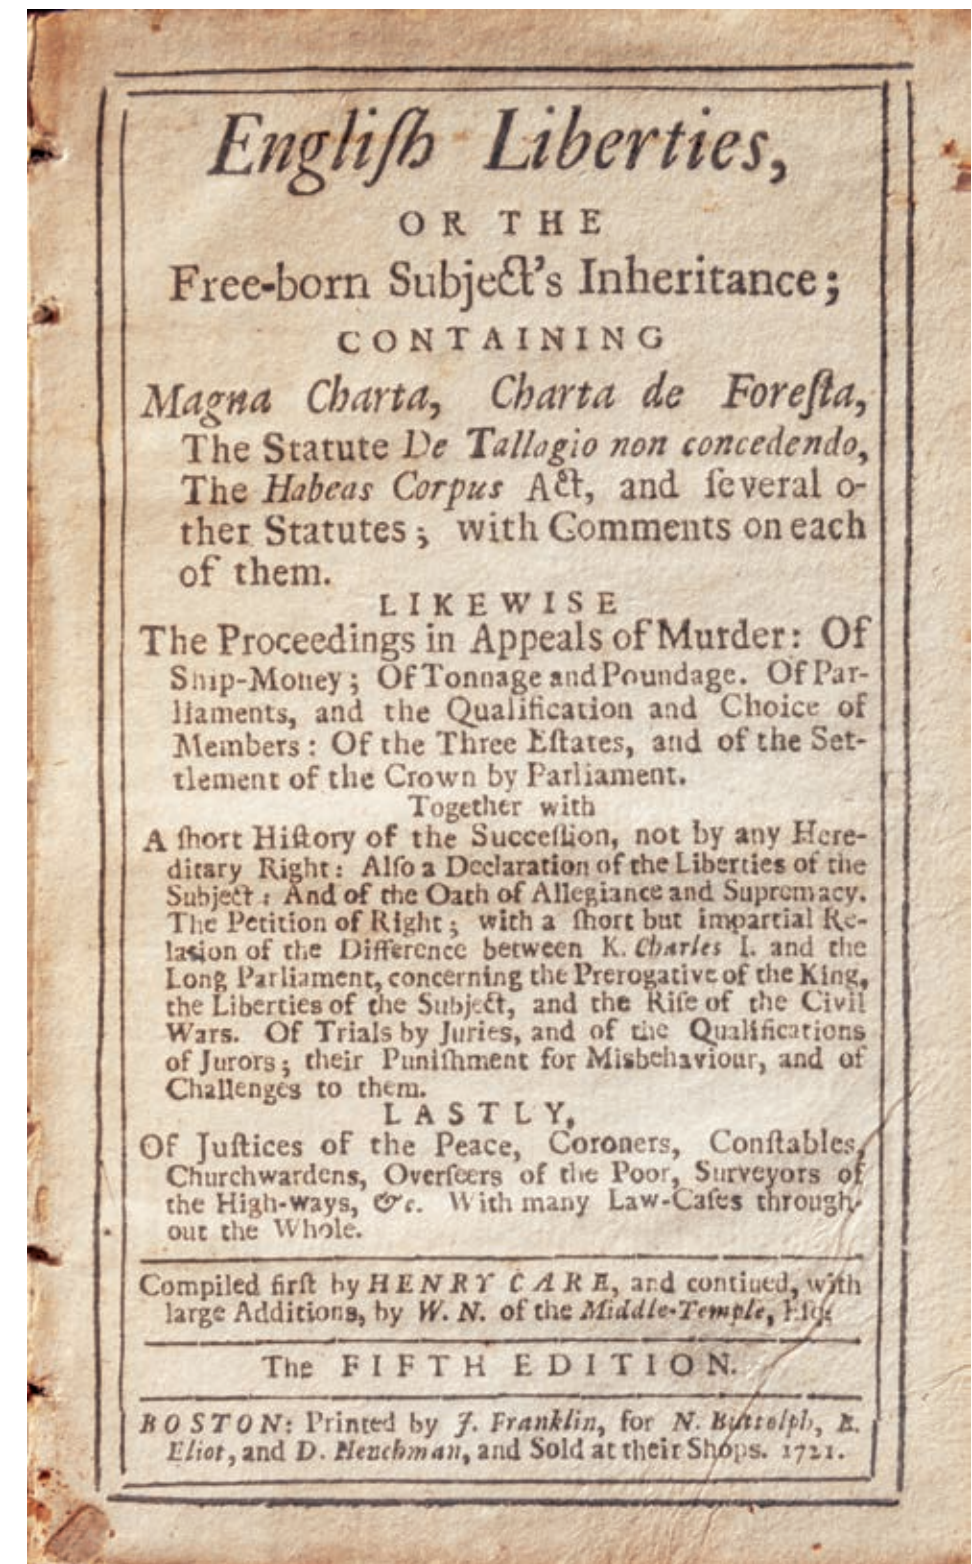 Engliſh Liberties,
OR THE
Free-born Subject's Inheritance;
CONTAINING
Magna Charta, Charta de Foreſta,
The Statute De Tallagio non concedendo,
The Habeas Corpus Act, and ſeveral o-
ther Statutes; with Comments on each
of them.
LIKEWISE
The Proceedings in Appeals of Murder: Of
Ship-Money; Of Tonnage and Poundage. Of Par-
liaments, and the Qualification and Choice of
Members: Of the Three Eſtates, and of the Set-
tlement of the Crown by Parliament.
Together with
A ſhort Hiſtory of the Succeſſion, not by any Here-
ditary Right: Alſo a Declaration of the Liberties of the
Subject: And of the Oath of Allegiance and Supremacy.
The Petition of Right; with a ſhort but impartial Re-
lation of the Difference between K. Charles I. and the
Long Parliament, concerning the Prerogative of the King,
the Liberties of the Subject, and the Riſe of the Civil
Wars. Of Trials by Juries, and of the Qualifications
of Jurors; their Puniſhment for Misbehaviour, and of
Challenges to them.
LASTLY,
Of Juſtices of the Peace, Coroners, Conſtables,
Churchwardens, Overſeers of the Poor, Surveyors of
the High-ways, &c. With many Law-Caſes through-
out the Whole.
Compiled firſt by HENRY CARE, and contiued, with
large Additions, by W. N. of the Middle-Temple, Eſq;
The FIFTH EDITION.
BOSTON: Printed by J. Franklin, for N. Buttolph, B.
Eliot, and D. Henchman, and Sold at their Shops. 1721.